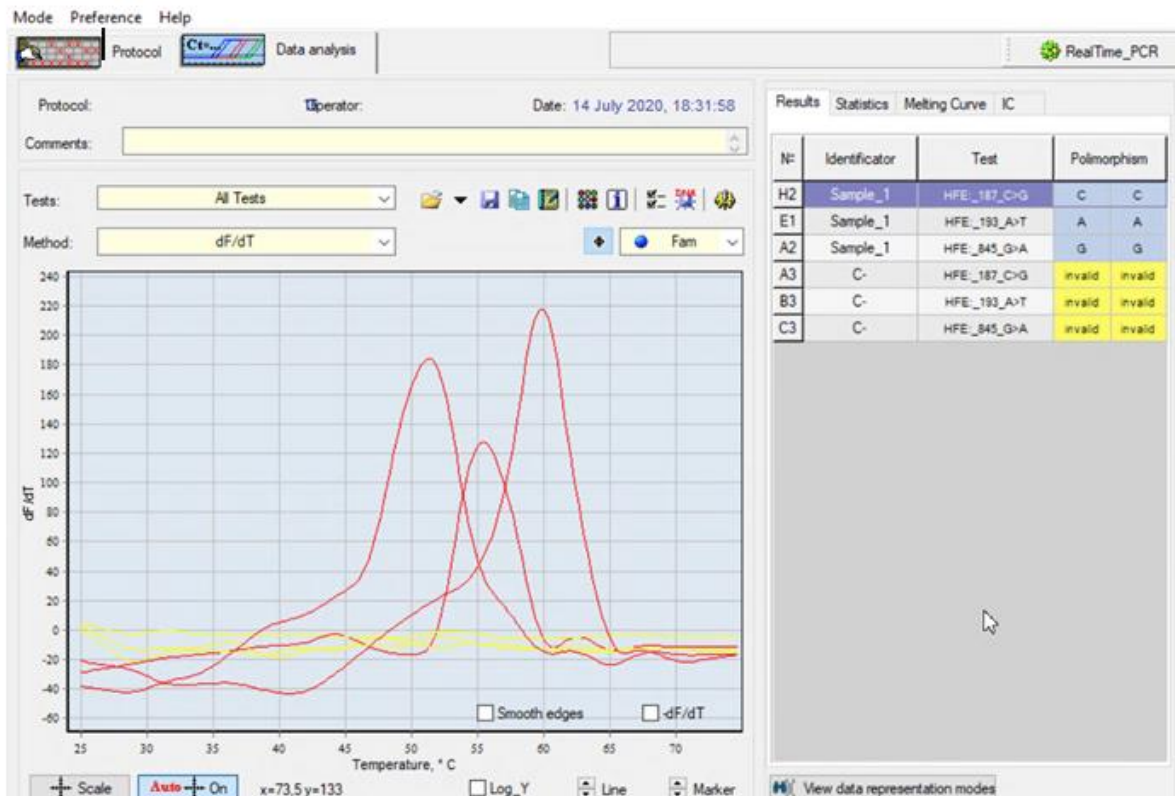 Mode Preference Help
Protocol Ct=... Data analysis RealTime_PCR
Protocol: Operator: Date: 14 July 2020, 18:31:58
Comments:
Tests: All Tests
Method: dF/dT Fam
Results Statistics Melting Curve IC
N= Identificator Test Polimorphism
H2 Sample_1 HFE:_187_C>G C C
E1 Sample_1 HFE:_193_A>T A A
A2 Sample_1 HFE:_845_G>A G G
A3 C- HFE:_187_C>G invalid invalid
B3 C- HFE:_193_A>T invalid invalid
C3 C- HFE:_845_G>A invalid invalid
dF/dT
240
220
200
180
160
140
120
100
80
60
40
20
0
-20
-40
-60
Smooth edges -dF/dT
25 30 35 40 45 50 55 60 65 70
Temperature, ° C
Scale Auto On x=73,5 y=133 Log_Y Line Marker
View data representation modes